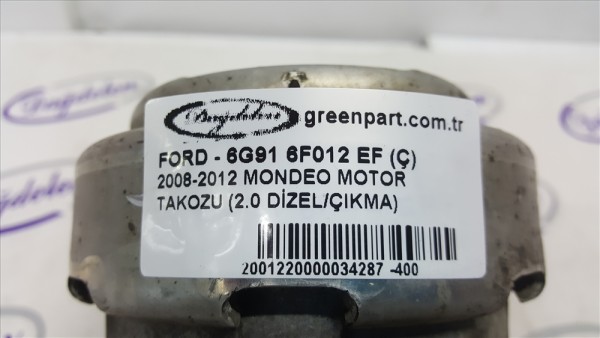 greenpart.com.tr
FORD - 6G91 6F012 EF (Ç)
2008-2012 MONDEO MOTOR
TAKOZU (2.0 DİZEL/ÇIKMA)
2001220000034287 -400